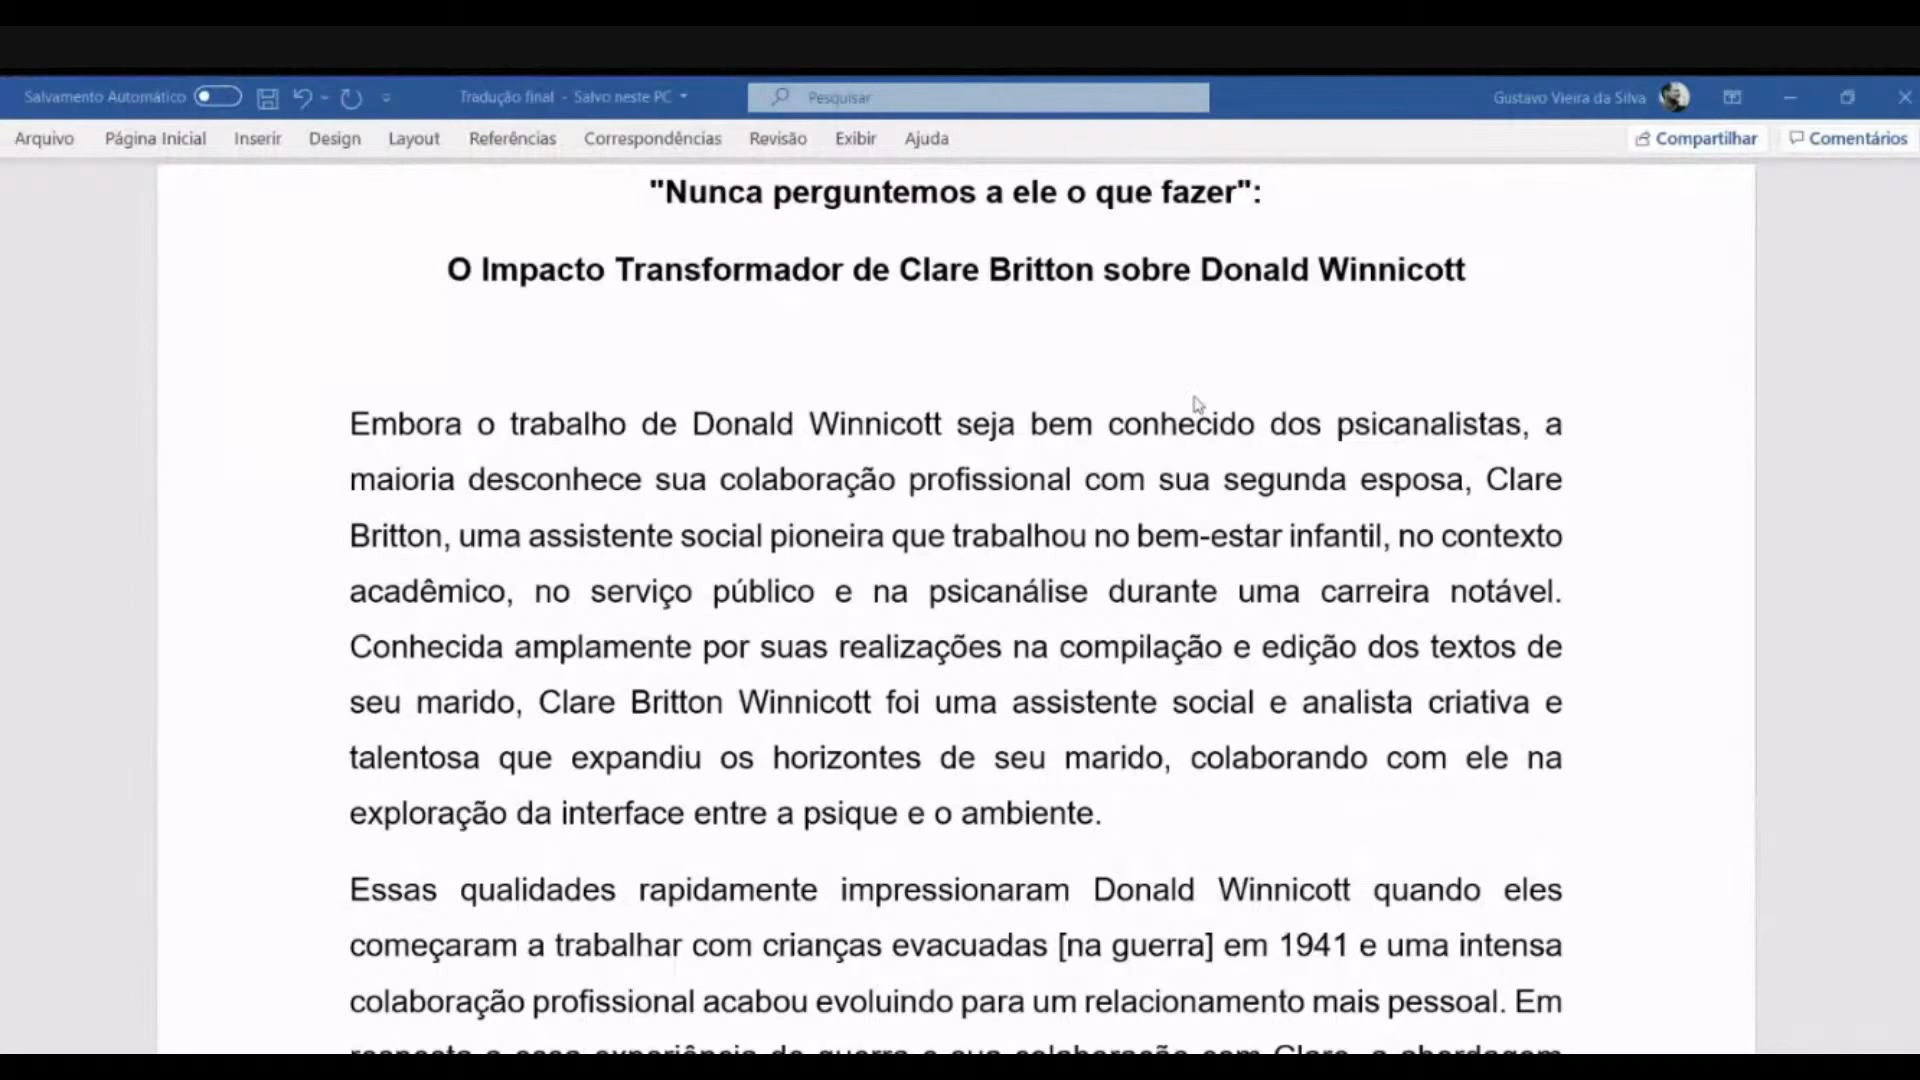 Salvamento Automático
Tradução final - Salvo neste PC
Pesquisar
Gustavo Vieira da Silva
Arquivo Página Inicial Inserir Design Layout Referências Correspondências Revisão Exibir Ajuda
Compartilhar Comentários
"Nunca perguntemos a ele o que fazer":
O Impacto Transformador de Clare Britton sobre Donald Winnicott
Embora o trabalho de Donald Winnicott seja bem conhecido dos psicanalistas, a
maioria desconhece sua colaboração profissional com sua segunda esposa, Clare
Britton, uma assistente social pioneira que trabalhou no bem-estar infantil, no contexto
acadêmico, no serviço público e na psicanálise durante uma carreira notável.
Conhecida amplamente por suas realizações na compilação e edição dos textos de
seu marido, Clare Britton Winnicott foi uma assistente social e analista criativa e
talentosa que expandiu os horizontes de seu marido, colaborando com ele na
exploração da interface entre a psique e o ambiente.
Essas qualidades rapidamente impressionaram Donald Winnicott quando eles
começaram a trabalhar com crianças evacuadas [na guerra] em 1941 e uma intensa
colaboração profissional acabou evoluindo para um relacionamento mais pessoal. Em